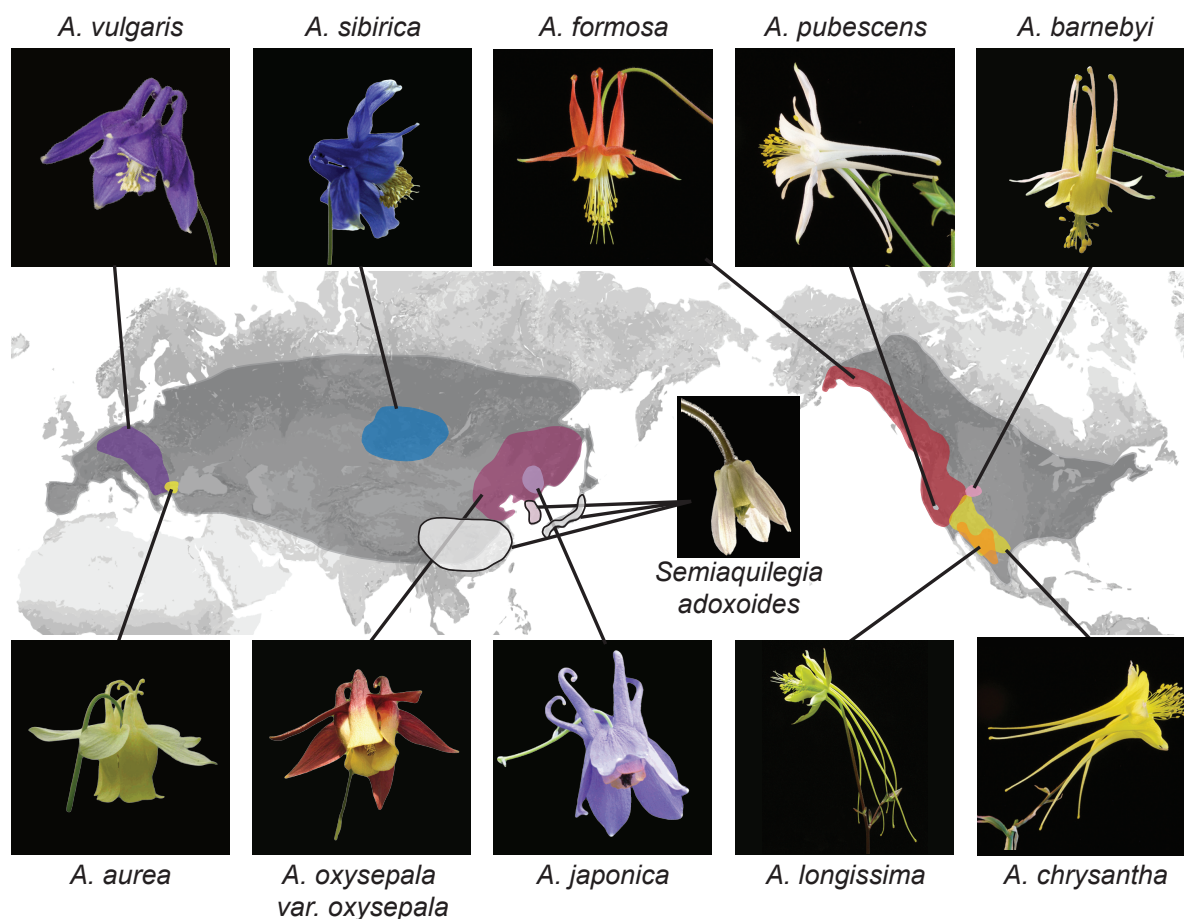 A. vulgaris
A. sibirica
A. formosa
A. pubescens
A. barnebyi
Semiaquilegia
adoxoides
A. aurea
A. oxysepala
var. oxysepala
A. japonica
A. longissima
A. chrysantha